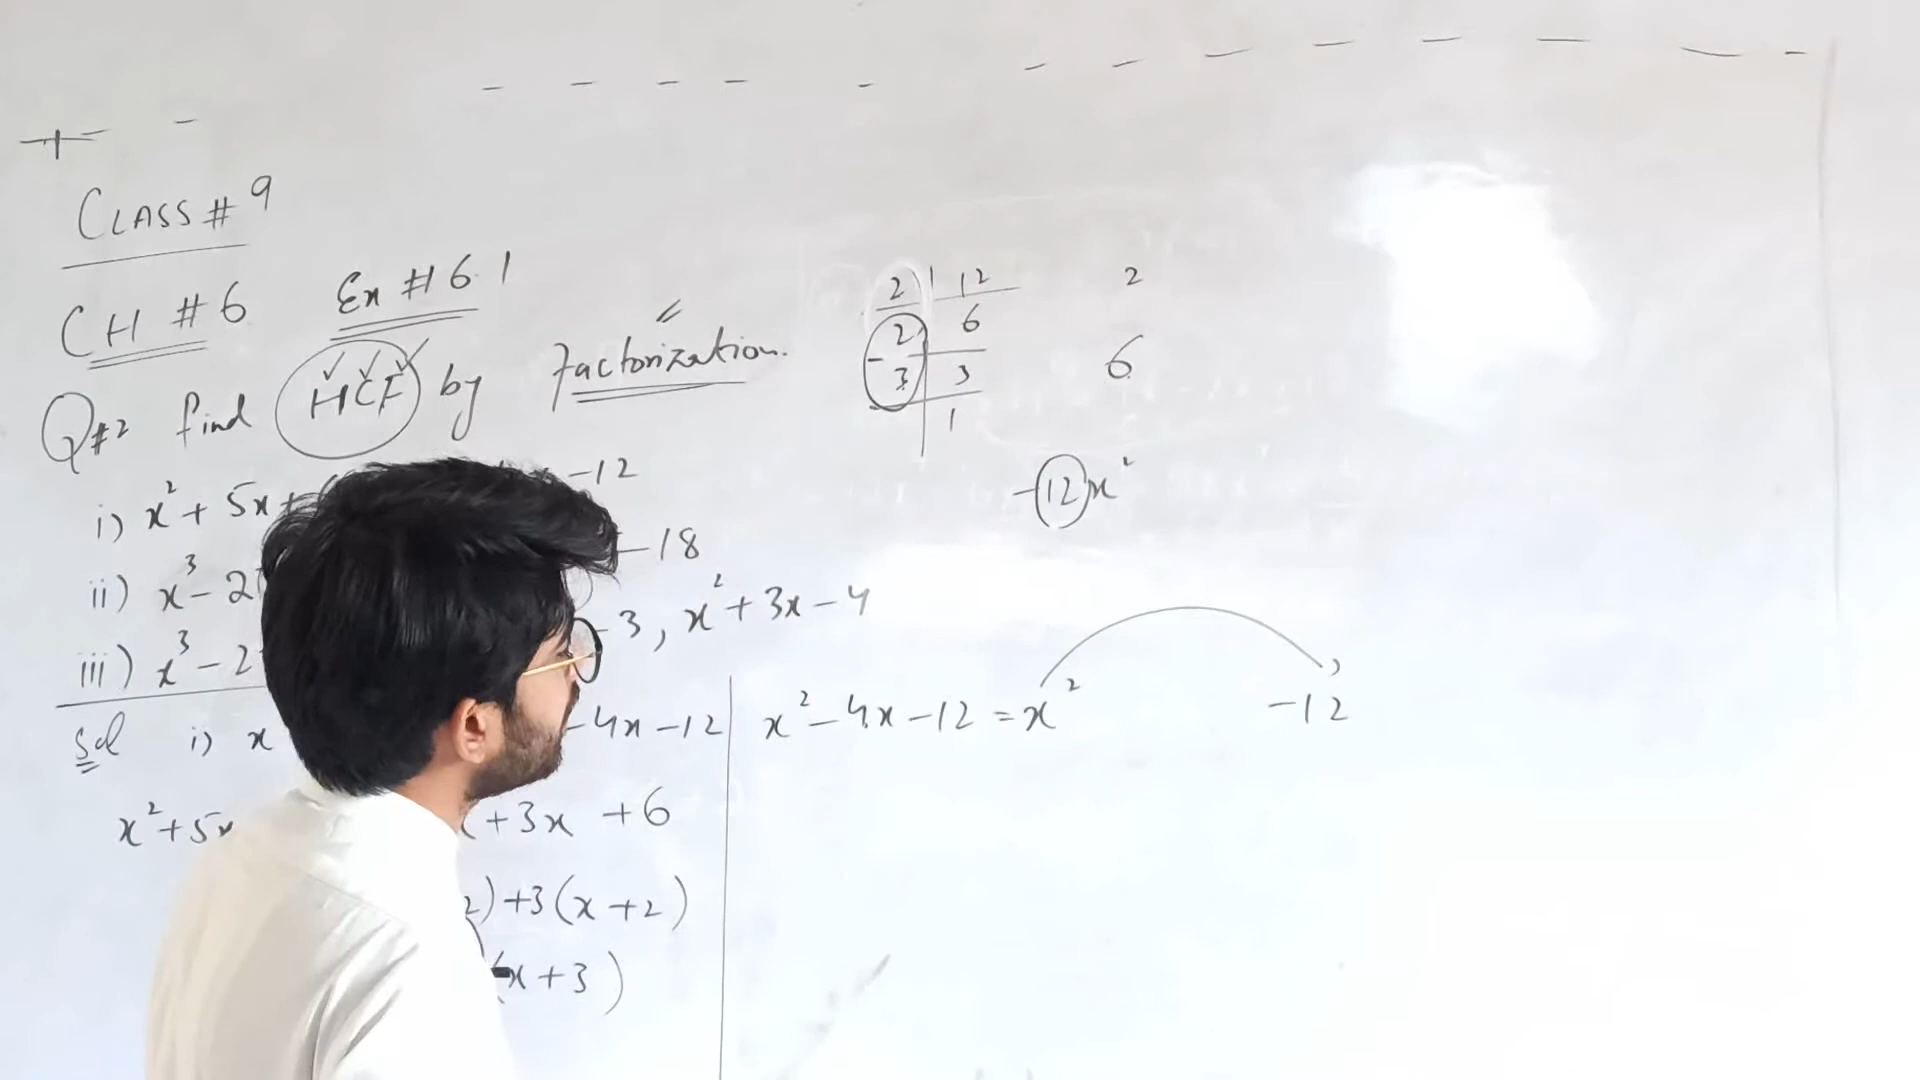 CLASS # 9
CH # 6 Ex # 6.1
Q#2 find HCF by Factorization.
i) x² + 5x + -12
ii) x³ - 2 - 18
iii) x³ - 2 - 3, x² + 3x - 4
Sol i) x - 4x - 12
x² + 5x + 3x + 6
2) + 3(x + 2)
(x + 3)
2 | 12 2
2 | 6
3 | 3 6
1
-12x²
x² - 4x - 12 = x² -12